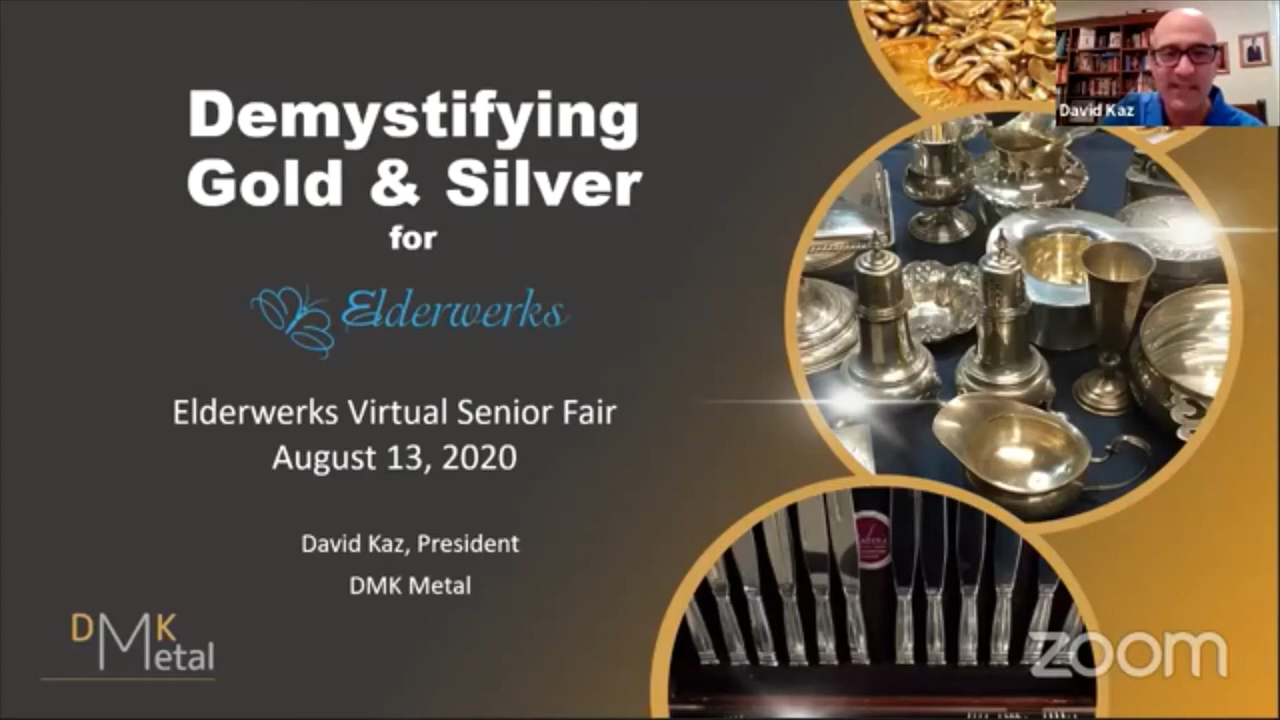 Demystifying
Gold & Silver
for
Elderwerks
Elderwerks Virtual Senior Fair
August 13, 2020
David Kaz, President
DMK Metal
DMK
Metal
David Kaz
zoom